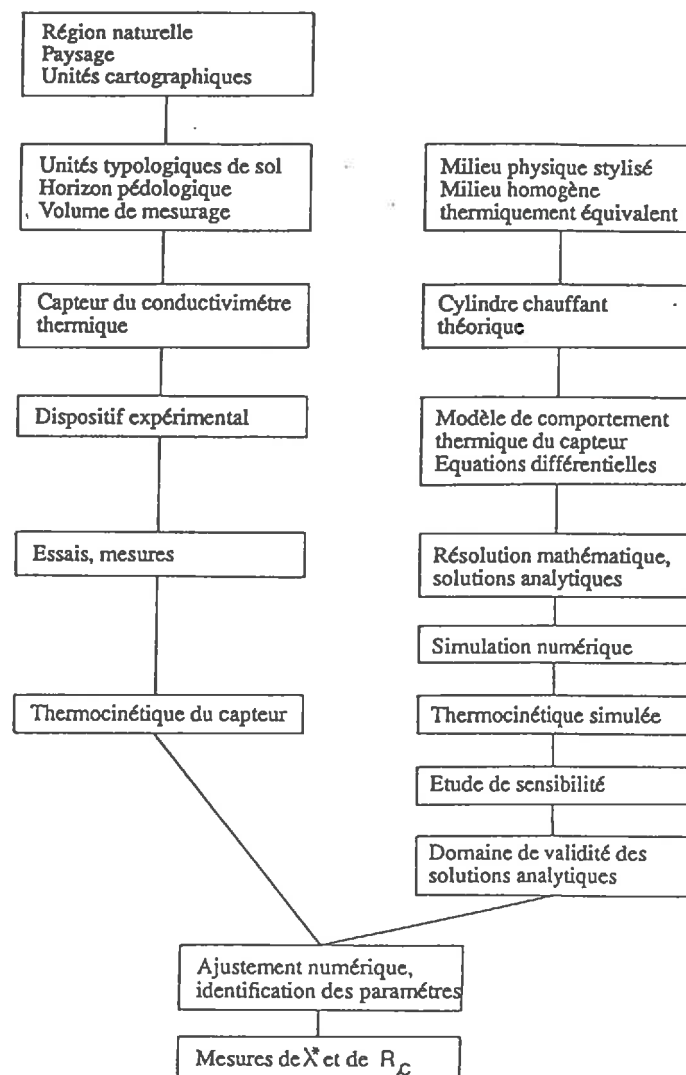 Région naturelle
Paysage
Unités cartographiques
Unités typologiques de sol
Horizon pédologique
Volume de mesurage
Capteur du conductivimétre
thermique
Dispositif expérimental
Essais, mesures
Thermocinétique du capteur
Milieu physique stylisé
Milieu homogène
thermiquement équivalent
Cylindre chauffant
théorique
Modèle de comportement
thermique du capteur
Equations différentielles
Résolution mathématique,
solutions analytiques
Simulation numérique
Thermocinétique simulée
Etude de sensibilité
Domaine de validité des
solutions analytiques
Ajustement numérique,
identification des paramétres
Mesures de λ* et de R_c